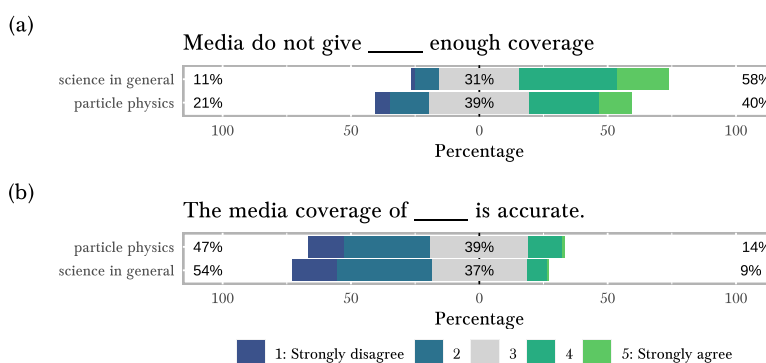 (a)
Media do not give _____ enough coverage
science in general 11% 31% 58%
particle physics 21% 39% 40%
100 50 0 50 100
Percentage
(b)
The media coverage of _____ is accurate.
particle physics 47% 39% 14%
science in general 54% 37% 9%
100 50 0 50 100
Percentage
1: Strongly disagree 2 3 4 5: Strongly agree